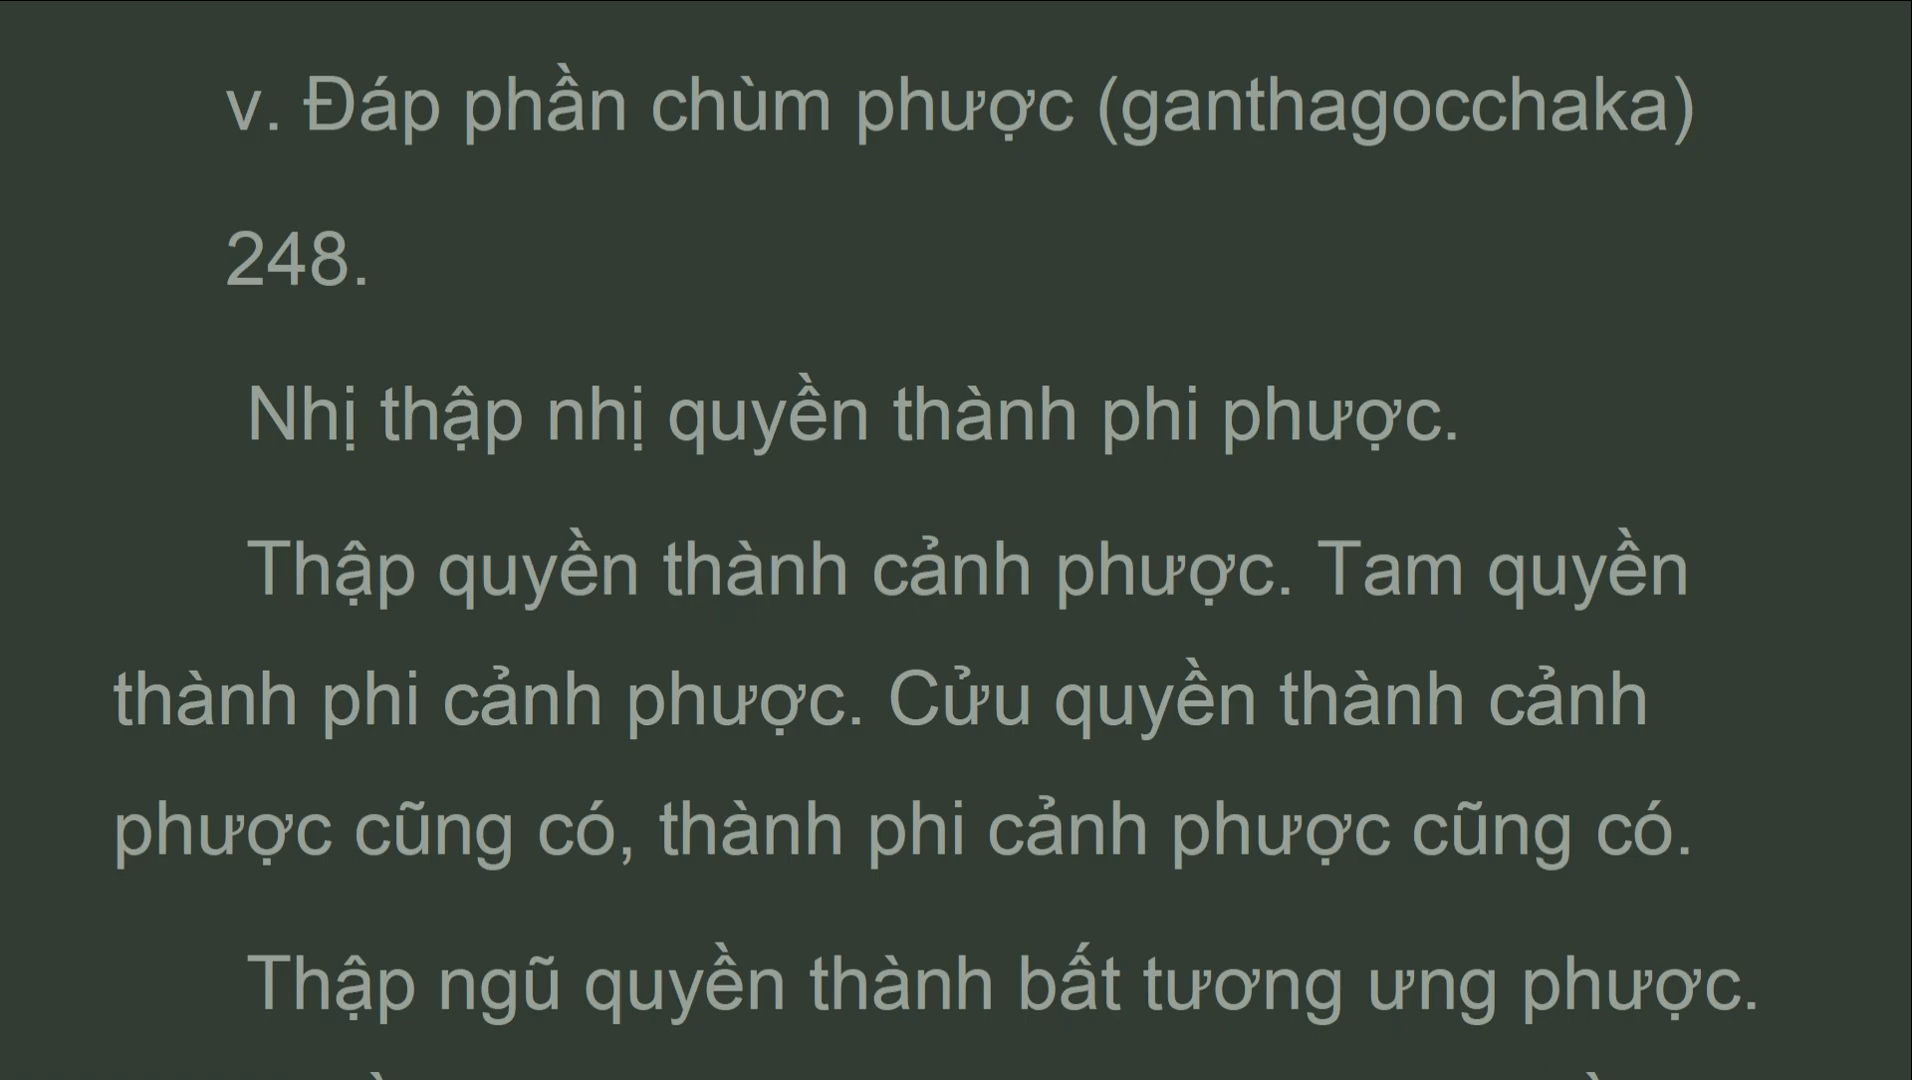 v. Đáp phần chùm phược (ganthagocchaka)
248.
Nhị thập nhị quyền thành phi phược.
Thập quyền thành cảnh phược. Tam quyền
thành phi cảnh phược. Cửu quyền thành cảnh
phược cũng có, thành phi cảnh phược cũng có.
Thập ngũ quyền thành bất tương ưng phược.